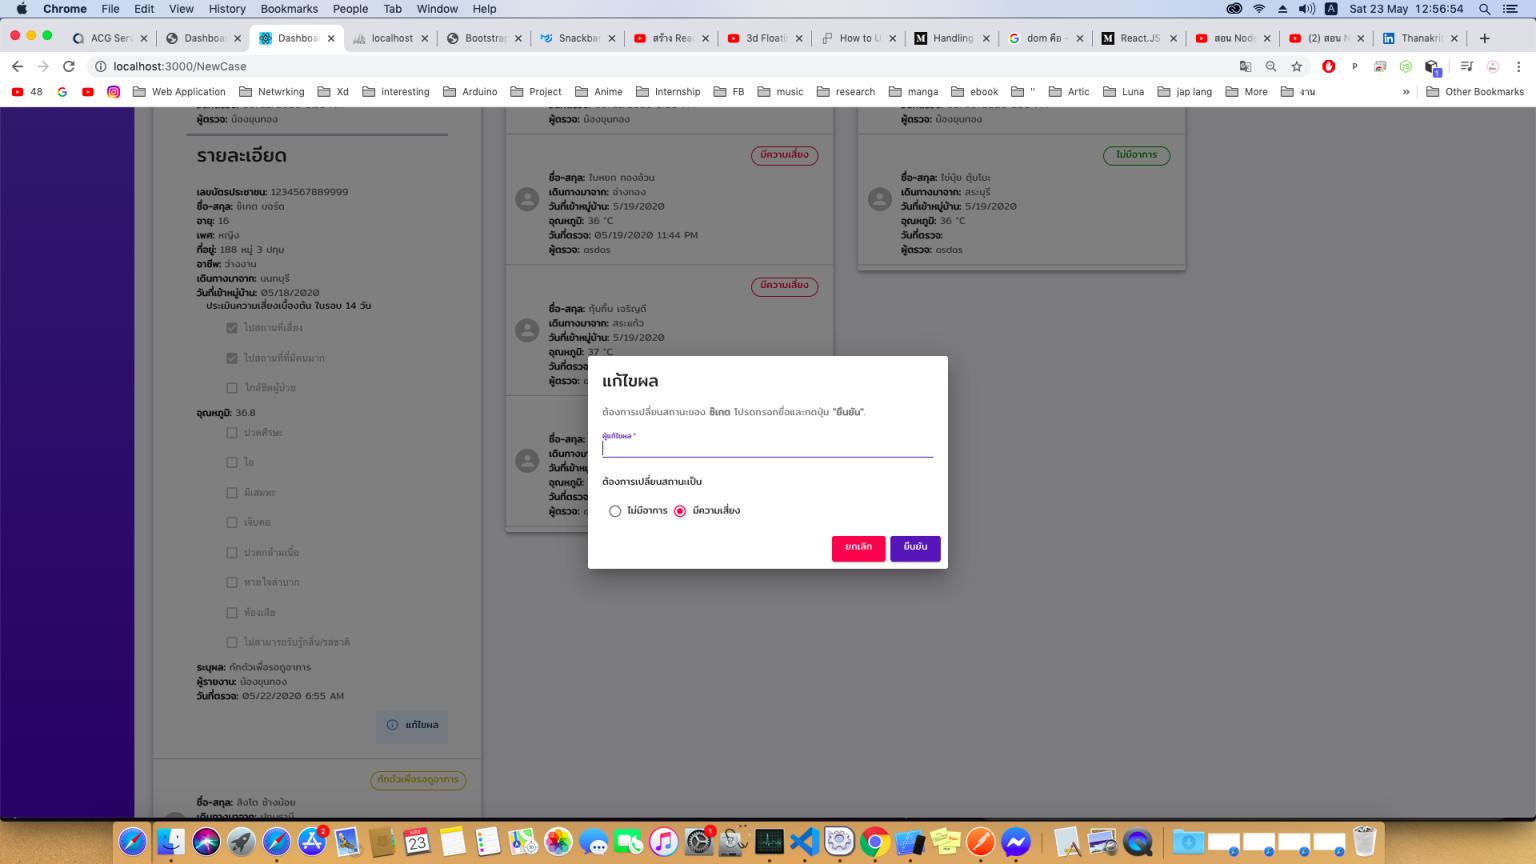 Chrome File Edit View History Bookmarks People Tab Window Help
Sat 23 May 12:56:54
ACG Serv
Dashboar
Dashboar
localhost
Bootstrap
Snackbar
สร้าง Rea
3d Floatin
How to U
Handling
dom คือ -
React.JS
สอน Node
(2) สอน N
Thanakrit
localhost:3000/NewCase
48
Web Application
Netwrking
Xd
interesting
Arduino
Project
Anime
Internship
FB
music
research
manga
ebook
''
Artic
Luna
jap lang
More
งาน
»
Other Bookmarks
ผู้ตรวจ: น้องขุนทอง
รายละเอียด
เลขบัตรประชาชน: 1234567889999
ชื่อ-สกุล: ชิเกต บอร์ด
อายุ: 16
เพศ: หญิง
ที่อยู่: 188 หมู่ 3 ปทุม
อาชีพ: ว่างงาน
เดินทางมาจาก: นนทบุรี
วันที่เข้าหมู่บ้าน: 05/18/2020
ประเมินความเสี่ยงเบื้องต้น ในรอบ 14 วัน
ไปสถานที่เสี่ยง
ไปสถานที่ที่มีคนมาก
ใกล้ชิดผู้ป่วย
อุณหภูมิ: 36.8
ปวดศีรษะ
ไอ
มีเสมหะ
เจ็บคอ
ปวดกล้ามเนื้อ
หายใจลำบาก
ท้องเสีย
ไม่สามารถรับรู้กลิ่น/รสชาติ
ระบุผล: กักตัวเพื่อรอดูอาการ
ผู้รายงาน: น้องขุนทอง
วันที่ตรวจ: 05/22/2020 6:55 AM
แก้ไขผล
กักตัวเพื่อรอดูอาการ
ชื่อ-สกุล: สิงโต ช้างน้อย
ผู้ตรวจ: น้องขุนทอง
มีความเสี่ยง
ชื่อ-สกุล: ใบหยก ทองอ้วน
เดินทางมาจาก: อ่างทอง
วันที่เข้าหมู่บ้าน: 5/19/2020
อุณหภูมิ: 36 °C
วันที่ตรวจ: 05/19/2020 11:44 PM
ผู้ตรวจ: asdas
มีความเสี่ยง
ชื่อ-สกุล: กุ้บกิ้บ เจริญดี
เดินทางมาจาก: สระแก้ว
วันที่เข้าหมู่บ้าน: 5/19/2020
อุณหภูมิ: 37 °C
วันที่ตรวจ
ผู้ตรวจ:
ชื่อ-สกุล:
เดินทางมา
วันที่เข้าหมู่
อุณหภูมิ:
วันที่ตรวจ
ผู้ตรวจ:
ผู้ตรวจ: น้องขุนทอง
ไม่มีอาการ
ชื่อ-สกุล: ไข่นุ้ย ตุ้มโบะ
เดินทางมาจาก: สระบุรี
วันที่เข้าหมู่บ้าน: 5/19/2020
อุณหภูมิ: 36 °C
วันที่ตรวจ:
ผู้ตรวจ: asdas
แก้ไขผล
ต้องการเปลี่ยนสถานะของ ชิเกต โปรดกรอกชื่อและกดปุ่ม "ยืนยัน".
ผู้แก้ไขผล *
ต้องการเปลี่ยนสถานะเป็น
ไม่มีอาการ
มีความเสี่ยง
ยกเลิก
ยืนยัน